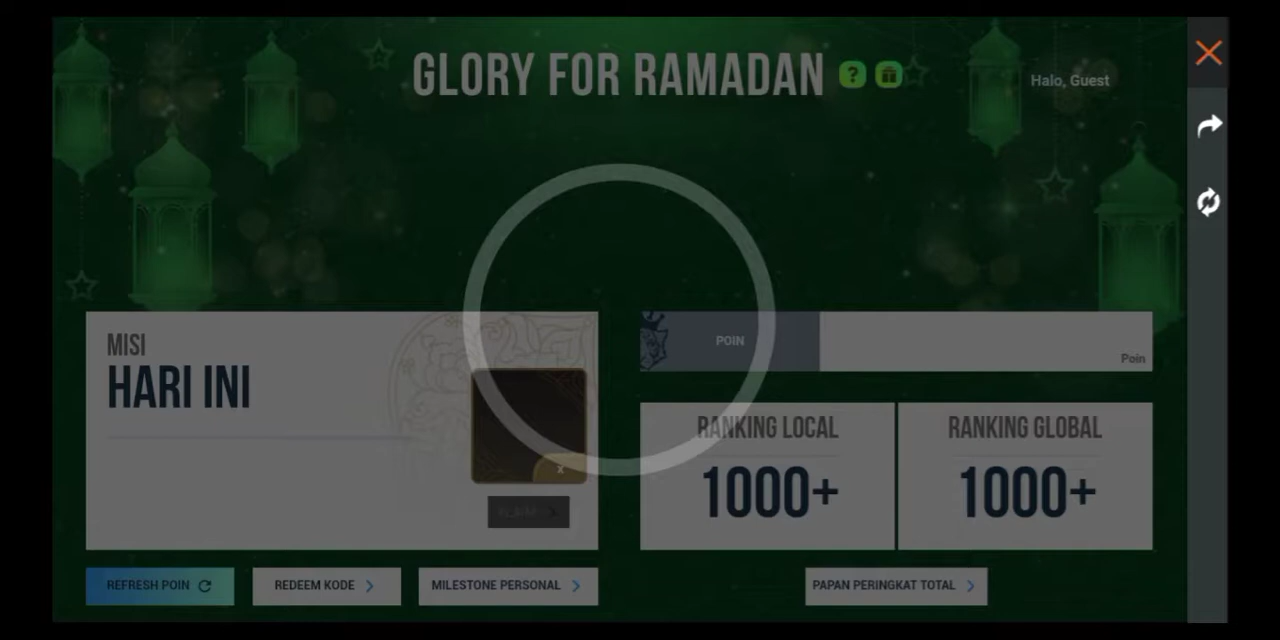 GLORY FOR RAMADAN
?
Halo, Guest
MISI
HARI INI
x
KLAIM
POIN
Poin
RANKING LOCAL
1000+
RANKING GLOBAL
1000+
REFRESH POIN
REDEEM KODE
MILESTONE PERSONAL
PAPAN PERINGKAT TOTAL